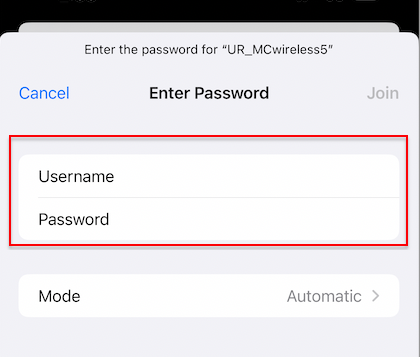 Enter the password for “UR_MCwireless5”
Cancel Enter Password Join
Username
Password
Mode Automatic